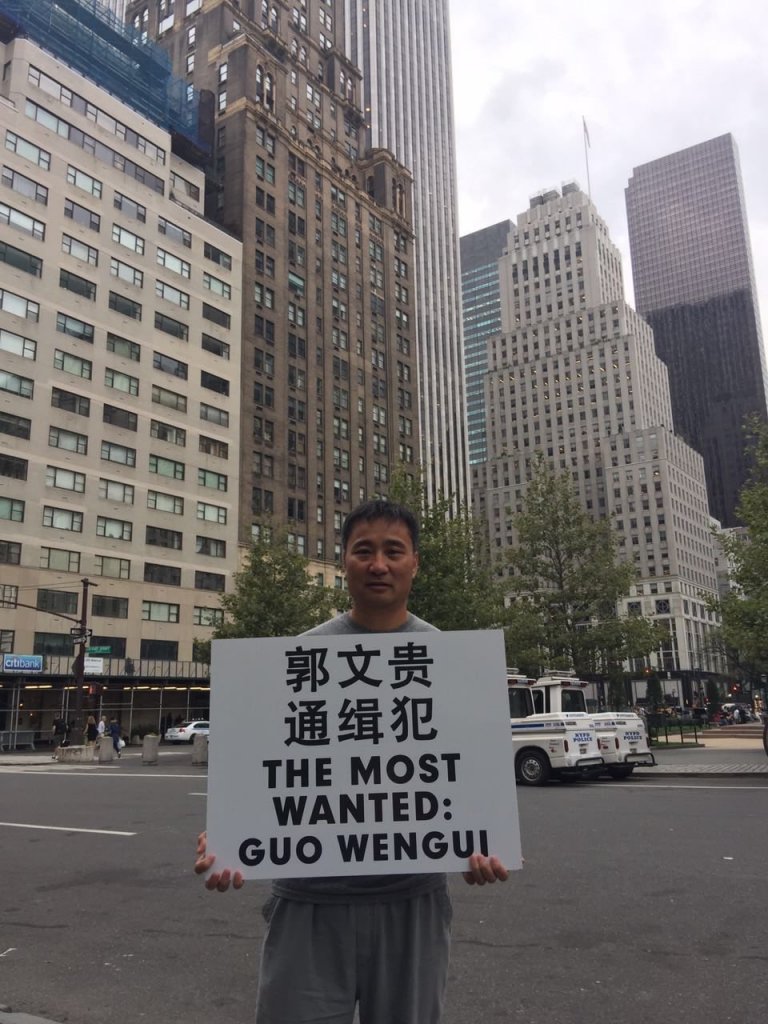 郭文贵
通缉犯
THE MOST
WANTED:
GUO WENGUI
citibank
NYPD
POLICE
NYPD
POLICE